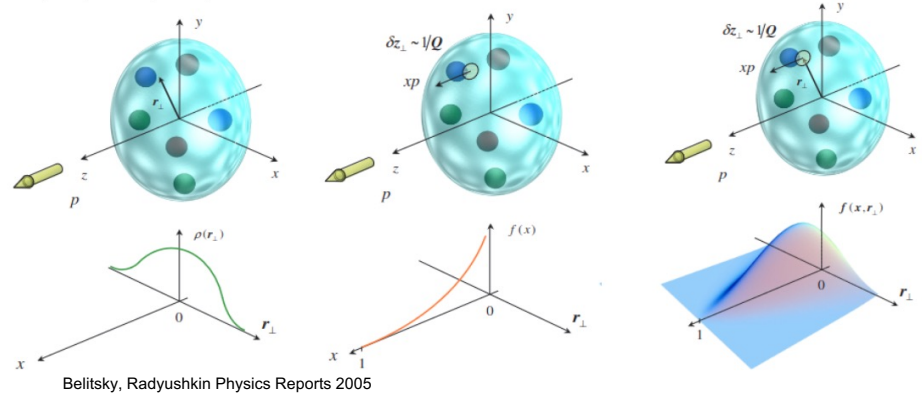 y
r⊥
x
z
p
y
δz⊥ ~ 1/Q
xp
x
z
p
y
δz⊥ ~ 1/Q
xp
r⊥
x
z
p
ρ(r⊥)
0
r⊥
x
f(x)
0
r⊥
x
1
f(x,r⊥)
0
r⊥
1
Belitsky, Radyushkin Physics Reports 2005